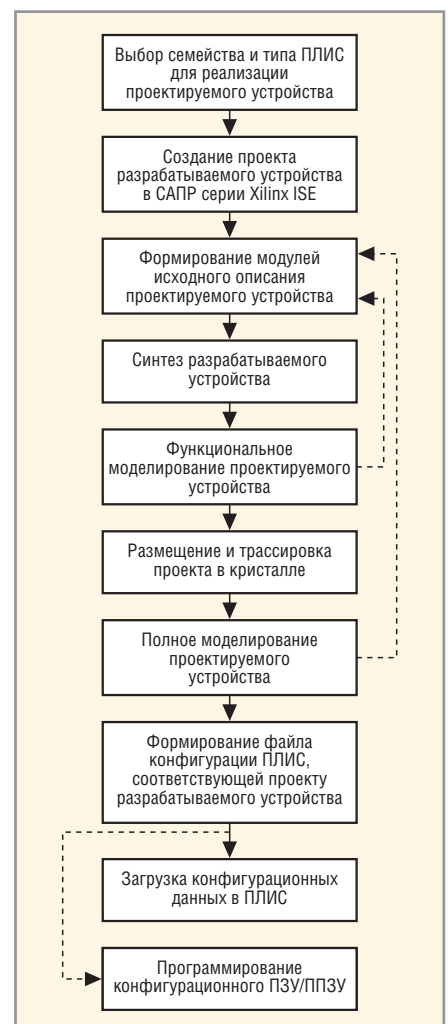 Выбор семейства и типа ПЛИС
для реализации
проектируемого устройства
Создание проекта
разрабатываемого устройства
в САПР серии Xilinx ISE
Формирование модулей
исходного описания
проектируемого устройства
Синтез разрабатываемого
устройства
Функциональное
моделирование проектируемого
устройства
Размещение и трассировка
проекта в кристалле
Полное моделирование
проектируемого
устройства
Формирование файла
конфигурации ПЛИС,
соответствующей проекту
разрабатываемого устройства
Загрузка конфигурационных
данных в ПЛИС
Программирование
конфигурационного ПЗУ/ППЗУ